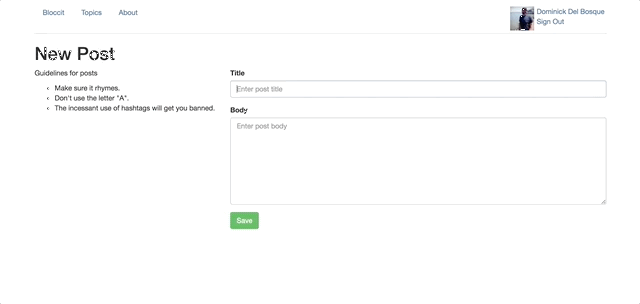 Bloccit Topics About
Dominick Del Bosque
Sign Out
New Post
Guidelines for posts
Make sure it rhymes.
Don't use the letter "A".
The incessant use of hashtags will get you banned.
Title
Enter post title
Body
Enter post body
Save